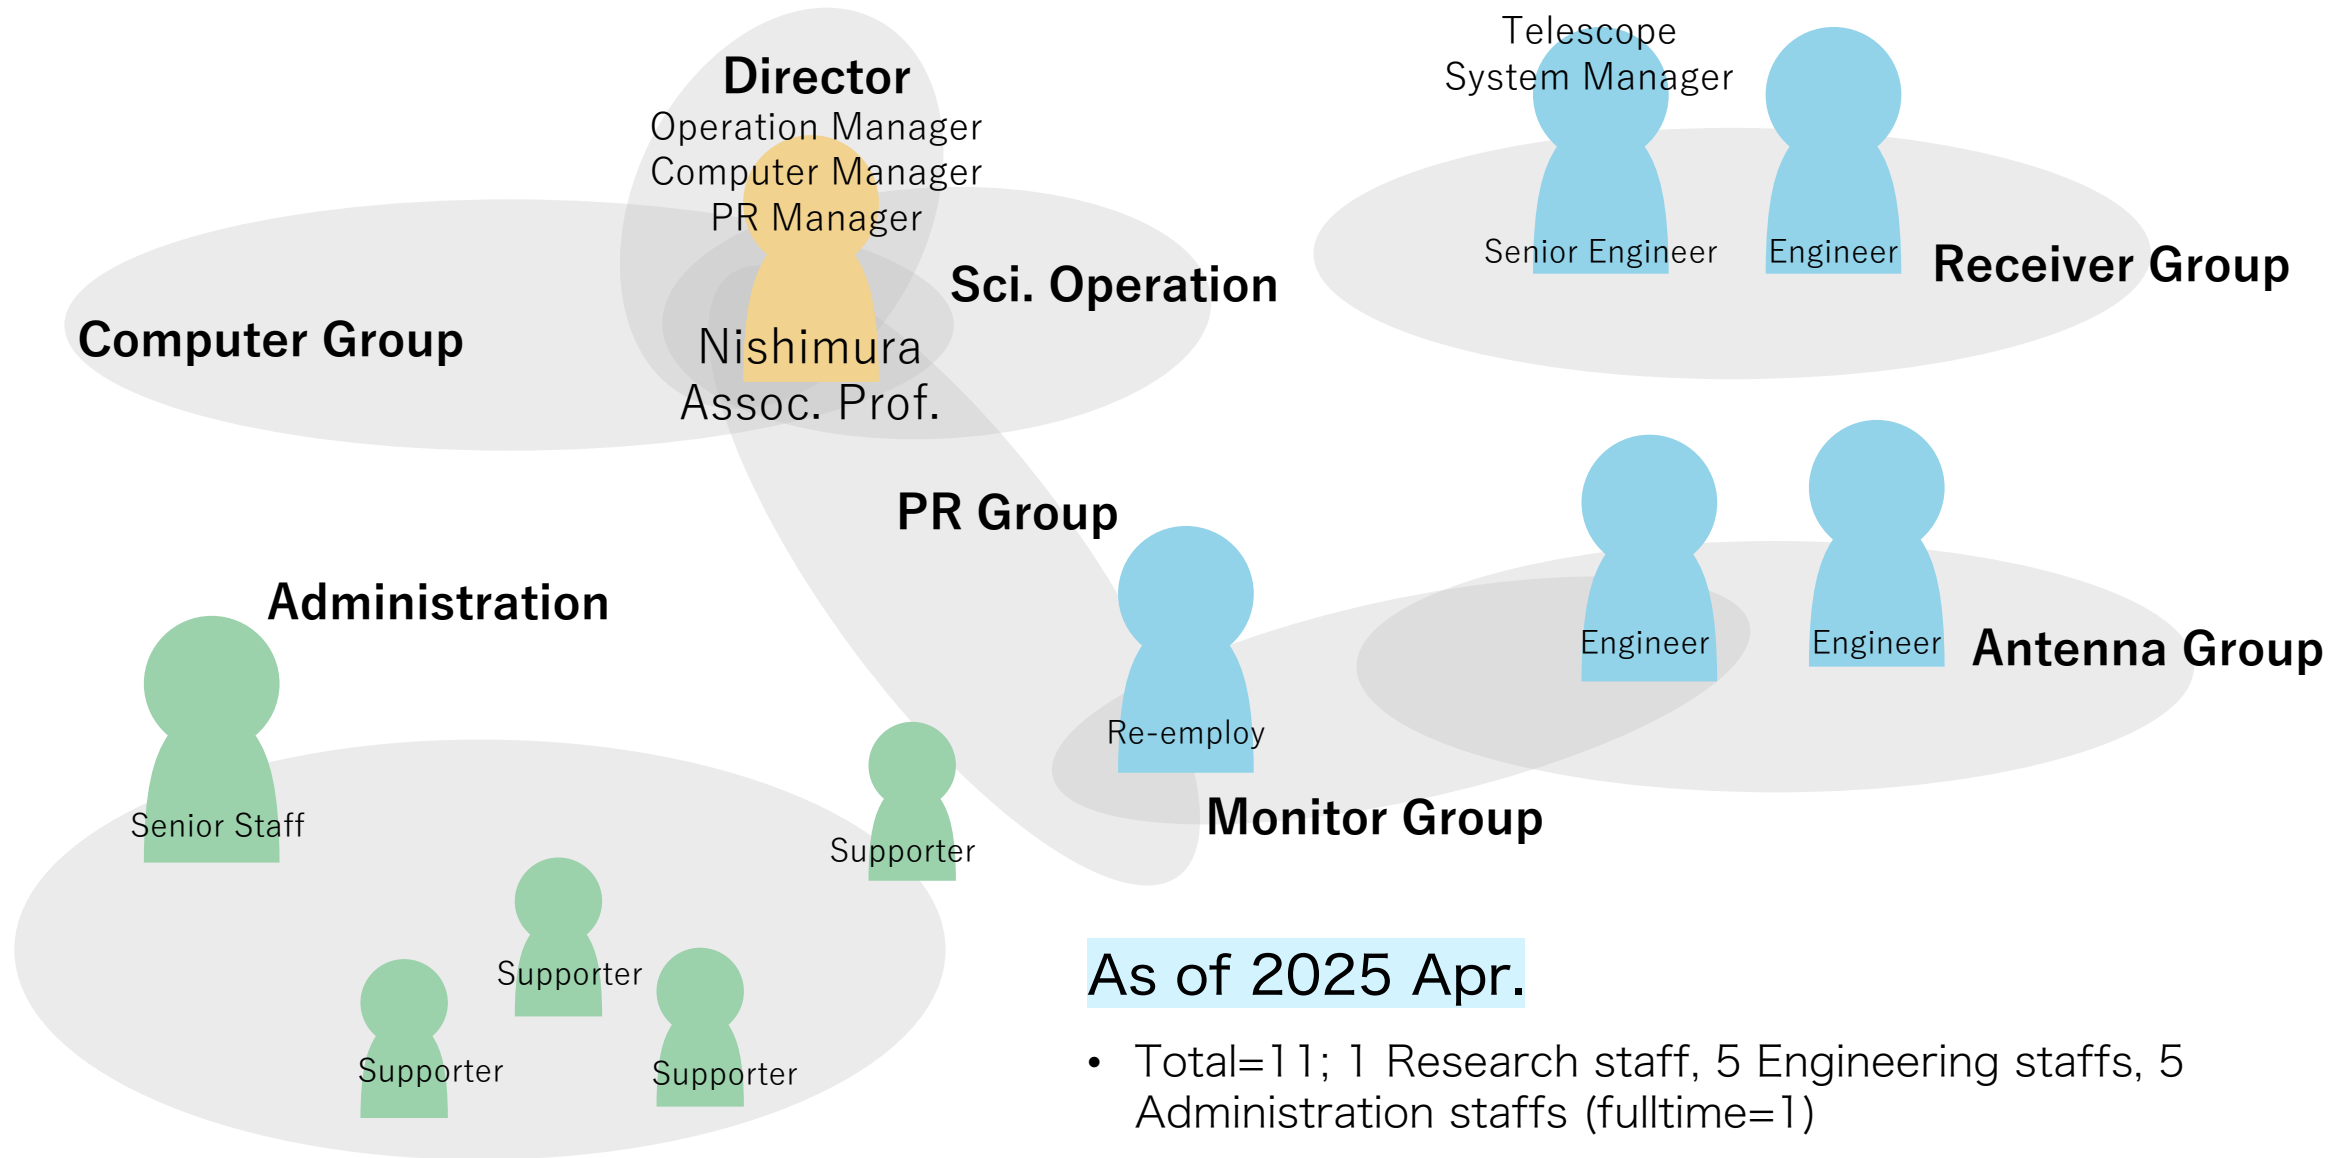 Director
Operation Manager
Computer Manager
PR Manager
Nishimura
Assoc. Prof.
Computer Group
Sci. Operation
Telescope
System Manager
Senior Engineer
Engineer
Receiver Group
PR Group
Re-employ
Monitor Group
Engineer
Engineer
Antenna Group
Administration
Senior Staff
Supporter
Supporter
Supporter
Supporter
As of 2025 Apr.
• Total=11; 1 Research staff, 5 Engineering staffs, 5
Administration staffs (fulltime=1)